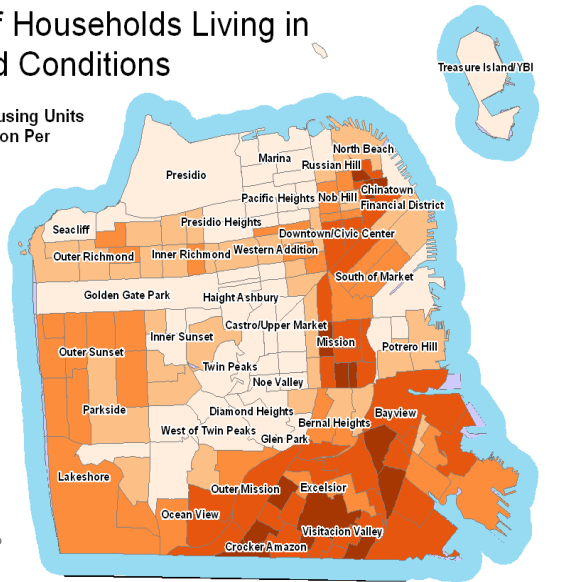 f Households Living in
d Conditions
using Units
on Per
Treasure Island/YBI
North Beach
Marina
Russian Hill
Presidio
Chinatown
Pacific Heights
Nob Hill
Financial District
Presidio Heights
Seacliff
Downtown/Civic Center
Western Addition
Inner Richmond
Outer Richmond
South of Market
Golden Gate Park
Haight Ashbury
Castro/Upper Market
Inner Sunset
Mission
Potrero Hill
Outer Sunset
Twin Peaks
Noe Valley
Parkside
Diamond Heights
Bayview
Bernal Heights
West of Twin Peaks
Glen Park
Lakeshore
Outer Mission
Excelsior
Ocean View
Visitacion Valley
Crocker Amazon